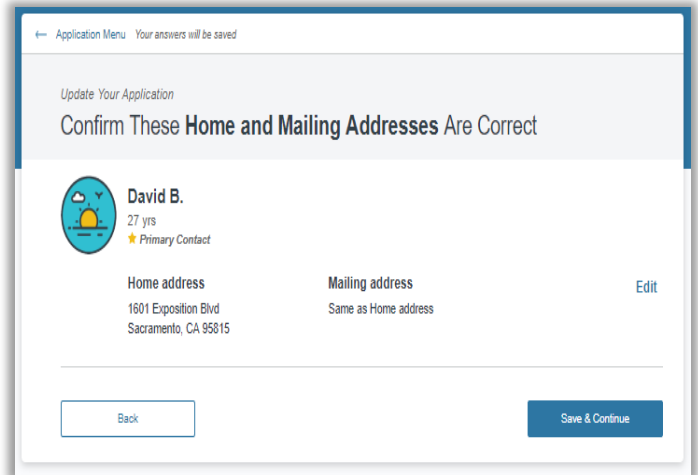 ← Application Menu Your answers will be saved
Update Your Application
Confirm These Home and Mailing Addresses Are Correct
David B.
27 yrs
Primary Contact
Home address
1601 Exposition Blvd
Sacramento, CA 95815
Mailing address
Same as Home address
Edit
Back
Save & Continue